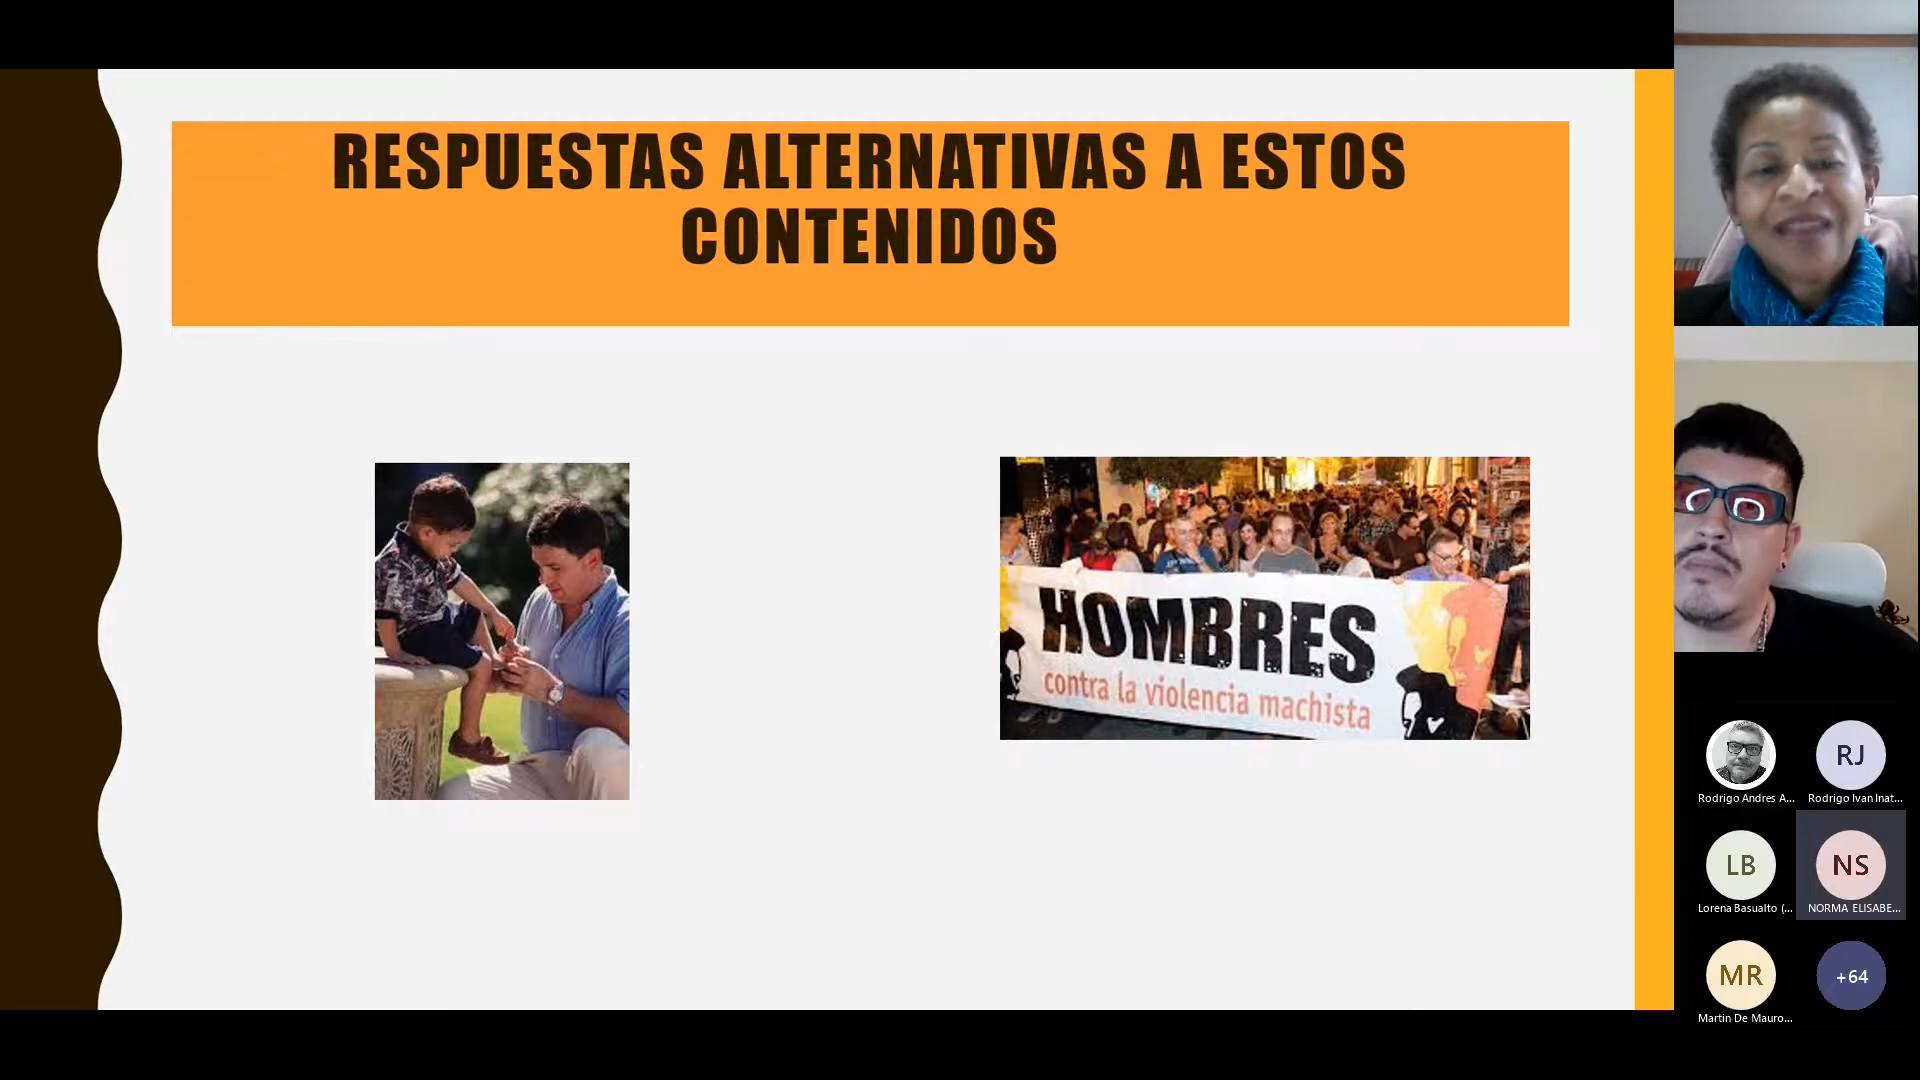 RESPUESTAS ALTERNATIVAS A ESTOS
CONTENIDOS
HOMBRES
contra la violencia machista
RJ
Rodrigo Andres A...
Rodrigo Ivan Inat...
LB
NS
Lorena Basualto (...
NORMA ELISABE...
MR
+64
Martin De Mauro...